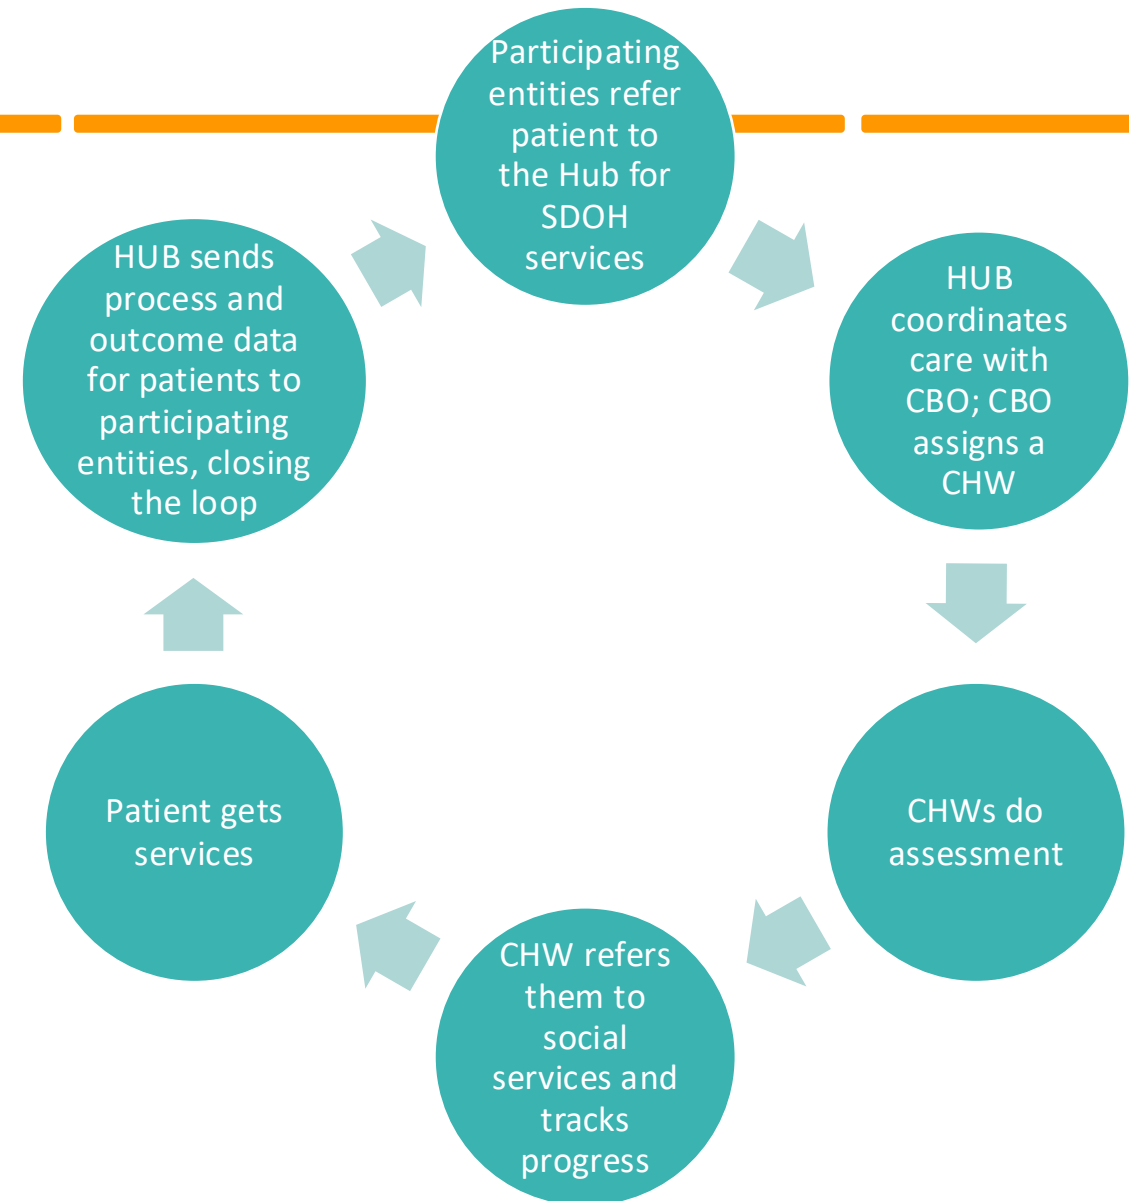 Participating
entities refer
patient to
the Hub for
SDOH
services
HUB
coordinates
care with
CBO; CBO
assigns a
CHW
CHWs do
assessment
CHW refers
them to
social
services and
tracks
progress
Patient gets
services
HUB sends
process and
outcome data
for patients to
participating
entities, closing
the loop